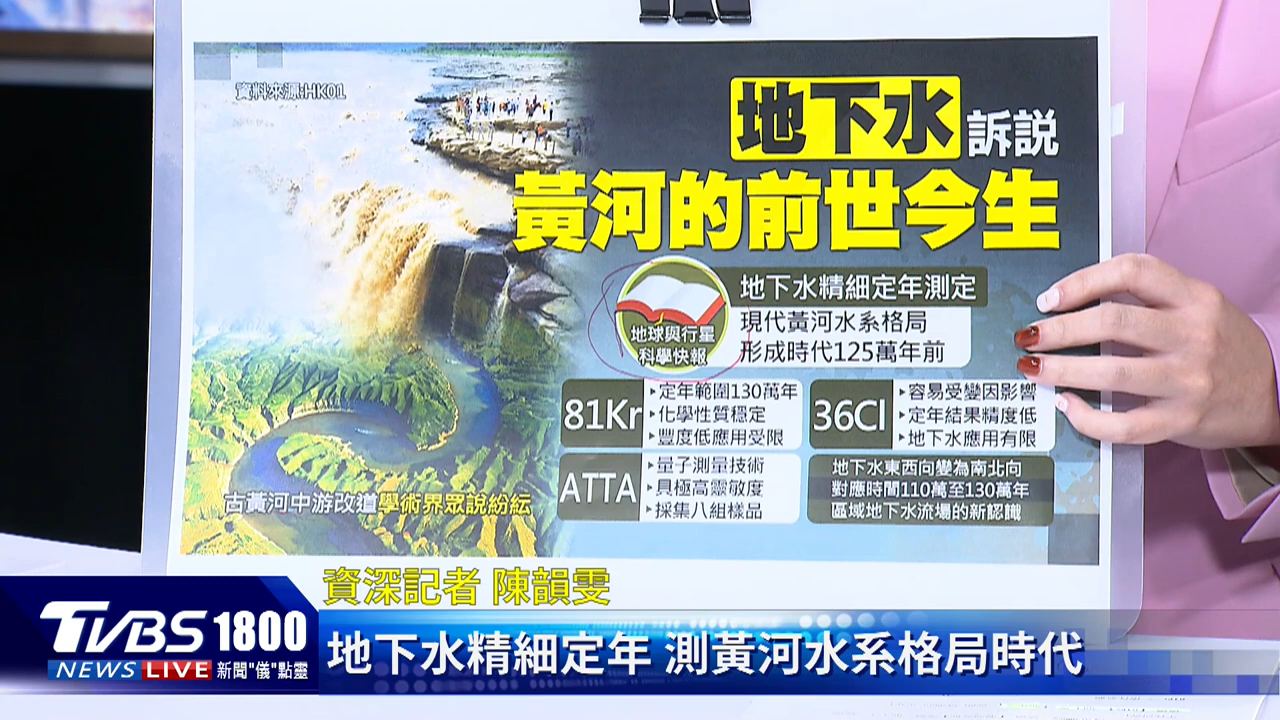 資料來源:HK01
地下水訴說
黃河的前世今生
地球與行星
科學快報
地下水精細定年測定
現代黃河水系格局
形成時代125萬年前
81Kr
▸定年範圍130萬年
▸化學性質穩定
▸豐度低應用受限
36Cl
▸容易受變因影響
▸定年結果精度低
▸地下水應用有限
ATTA
▸量子測量技術
▸具極高靈敏度
▸採集八組樣品
地下水東西向變為南北向
對應時間110萬至130萬年
區域地下水流場的新認識
古黃河中游改道學術界眾說紛紜
資深記者 陳韻雯
TVBS 1800
NEWS LIVE 新聞"儀"點靈
地下水精細定年 測黃河水系格局時代